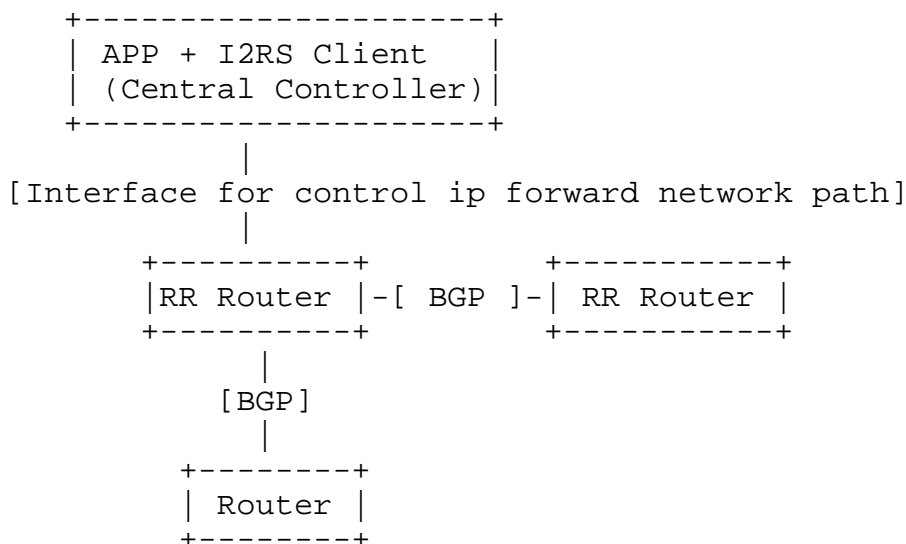 APP + I2RS Client
(Central Controller)
[Interface for control ip forward network path]
RR Router -[ BGP ]- RR Router
[BGP]
Router